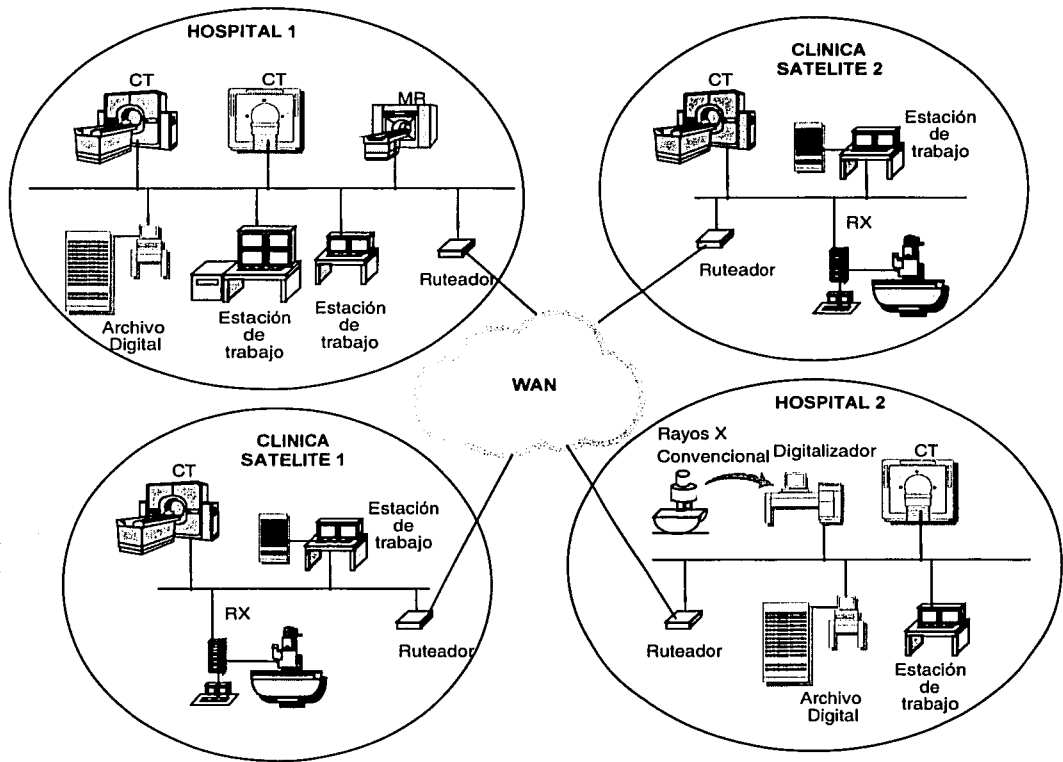 HOSPITAL 1
CT
CT
MR
Archivo
Digital
Estación
de
trabajo
Estación
de
trabajo
Ruteador
CLINICA
SATELITE 2
CT
Estación
de
trabajo
RX
Ruteador
WAN
CLINICA
SATELITE 1
CT
Estación
de
trabajo
RX
Ruteador
HOSPITAL 2
Rayos X
Convencional
Digitalizador
CT
Ruteador
Archivo
Digital
Estación
de
trabajo